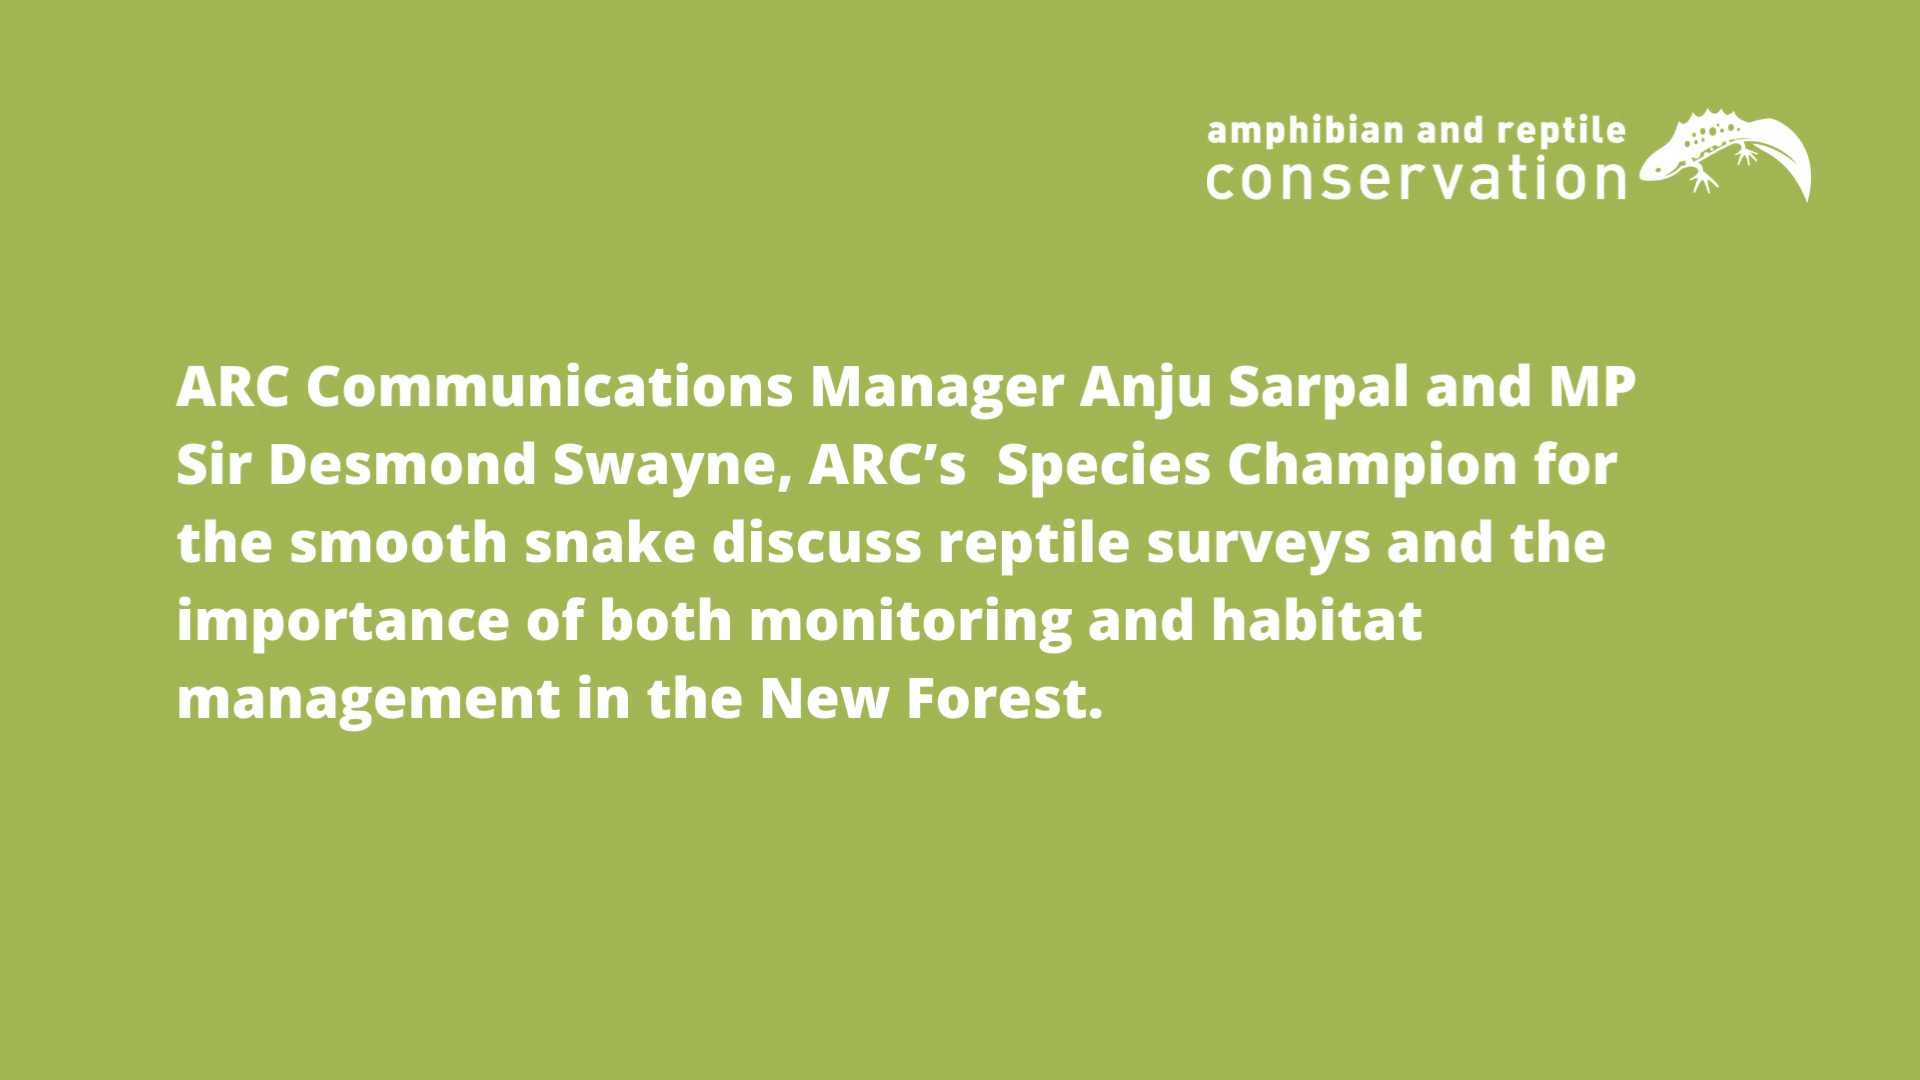 amphibian and reptile
conservation
ARC Communications Manager Anju Sarpal and MP
Sir Desmond Swayne, ARC’s  Species Champion for
the smooth snake discuss reptile surveys and the
importance of both monitoring and habitat
management in the New Forest.